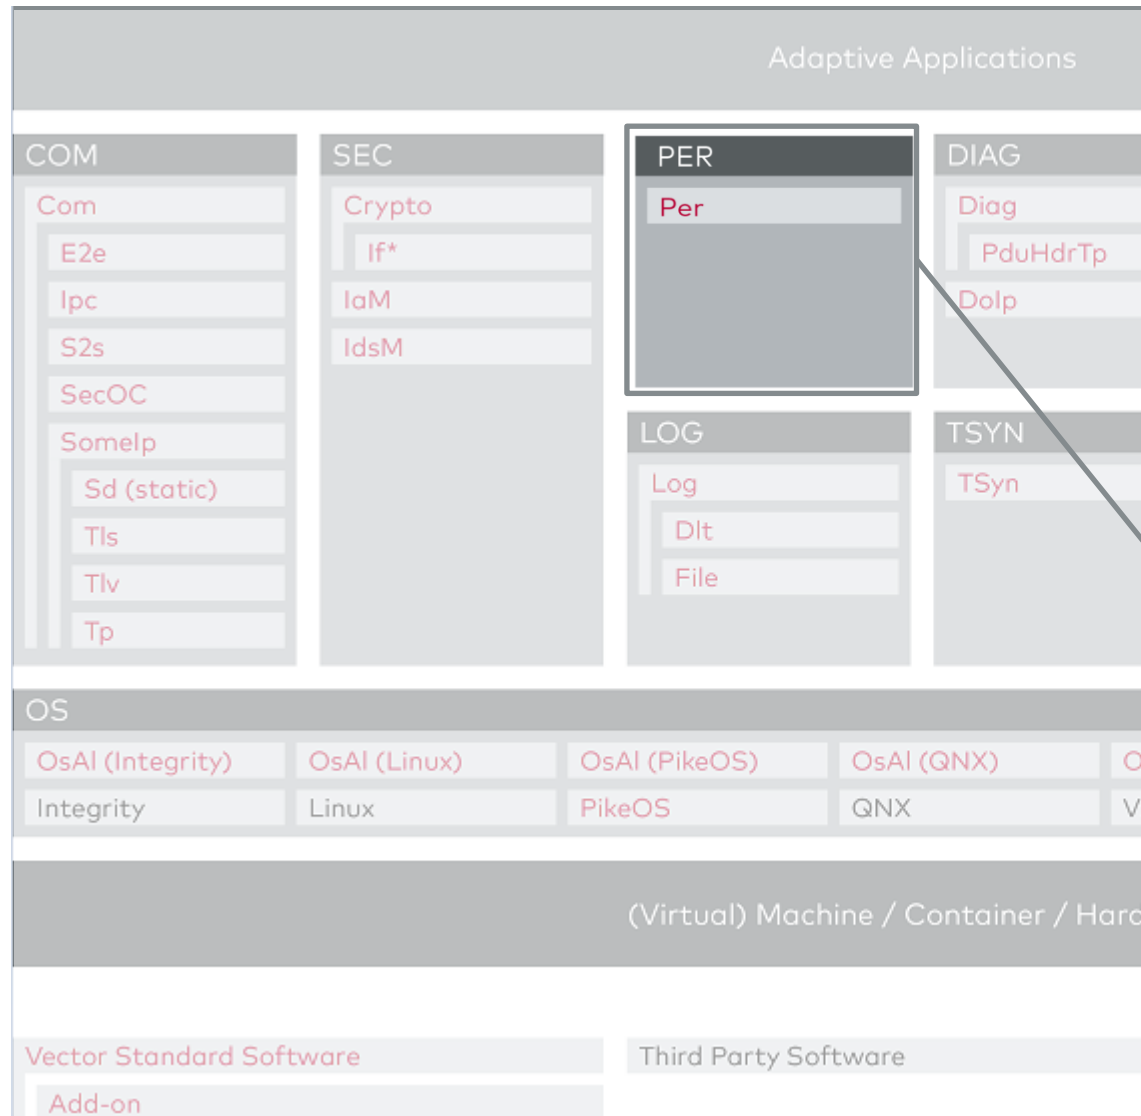 Adaptive Applications
COM
Com
E2e
Ipc
S2s
SecOC
SomeIp
Sd (static)
Tls
Tlv
Tp
SEC
Crypto
If*
IaM
IdsM
PER
Per
DIAG
Diag
PduHdrTp
DoIp
LOG
Log
Dlt
File
TSYN
TSyn
OS
OsAl (Integrity)
OsAl (Linux)
OsAl (PikeOS)
OsAl (QNX)
Integrity
Linux
PikeOS
QNX
(Virtual) Machine / Container /
Vector Standard Software
Third Party Software
Add-on